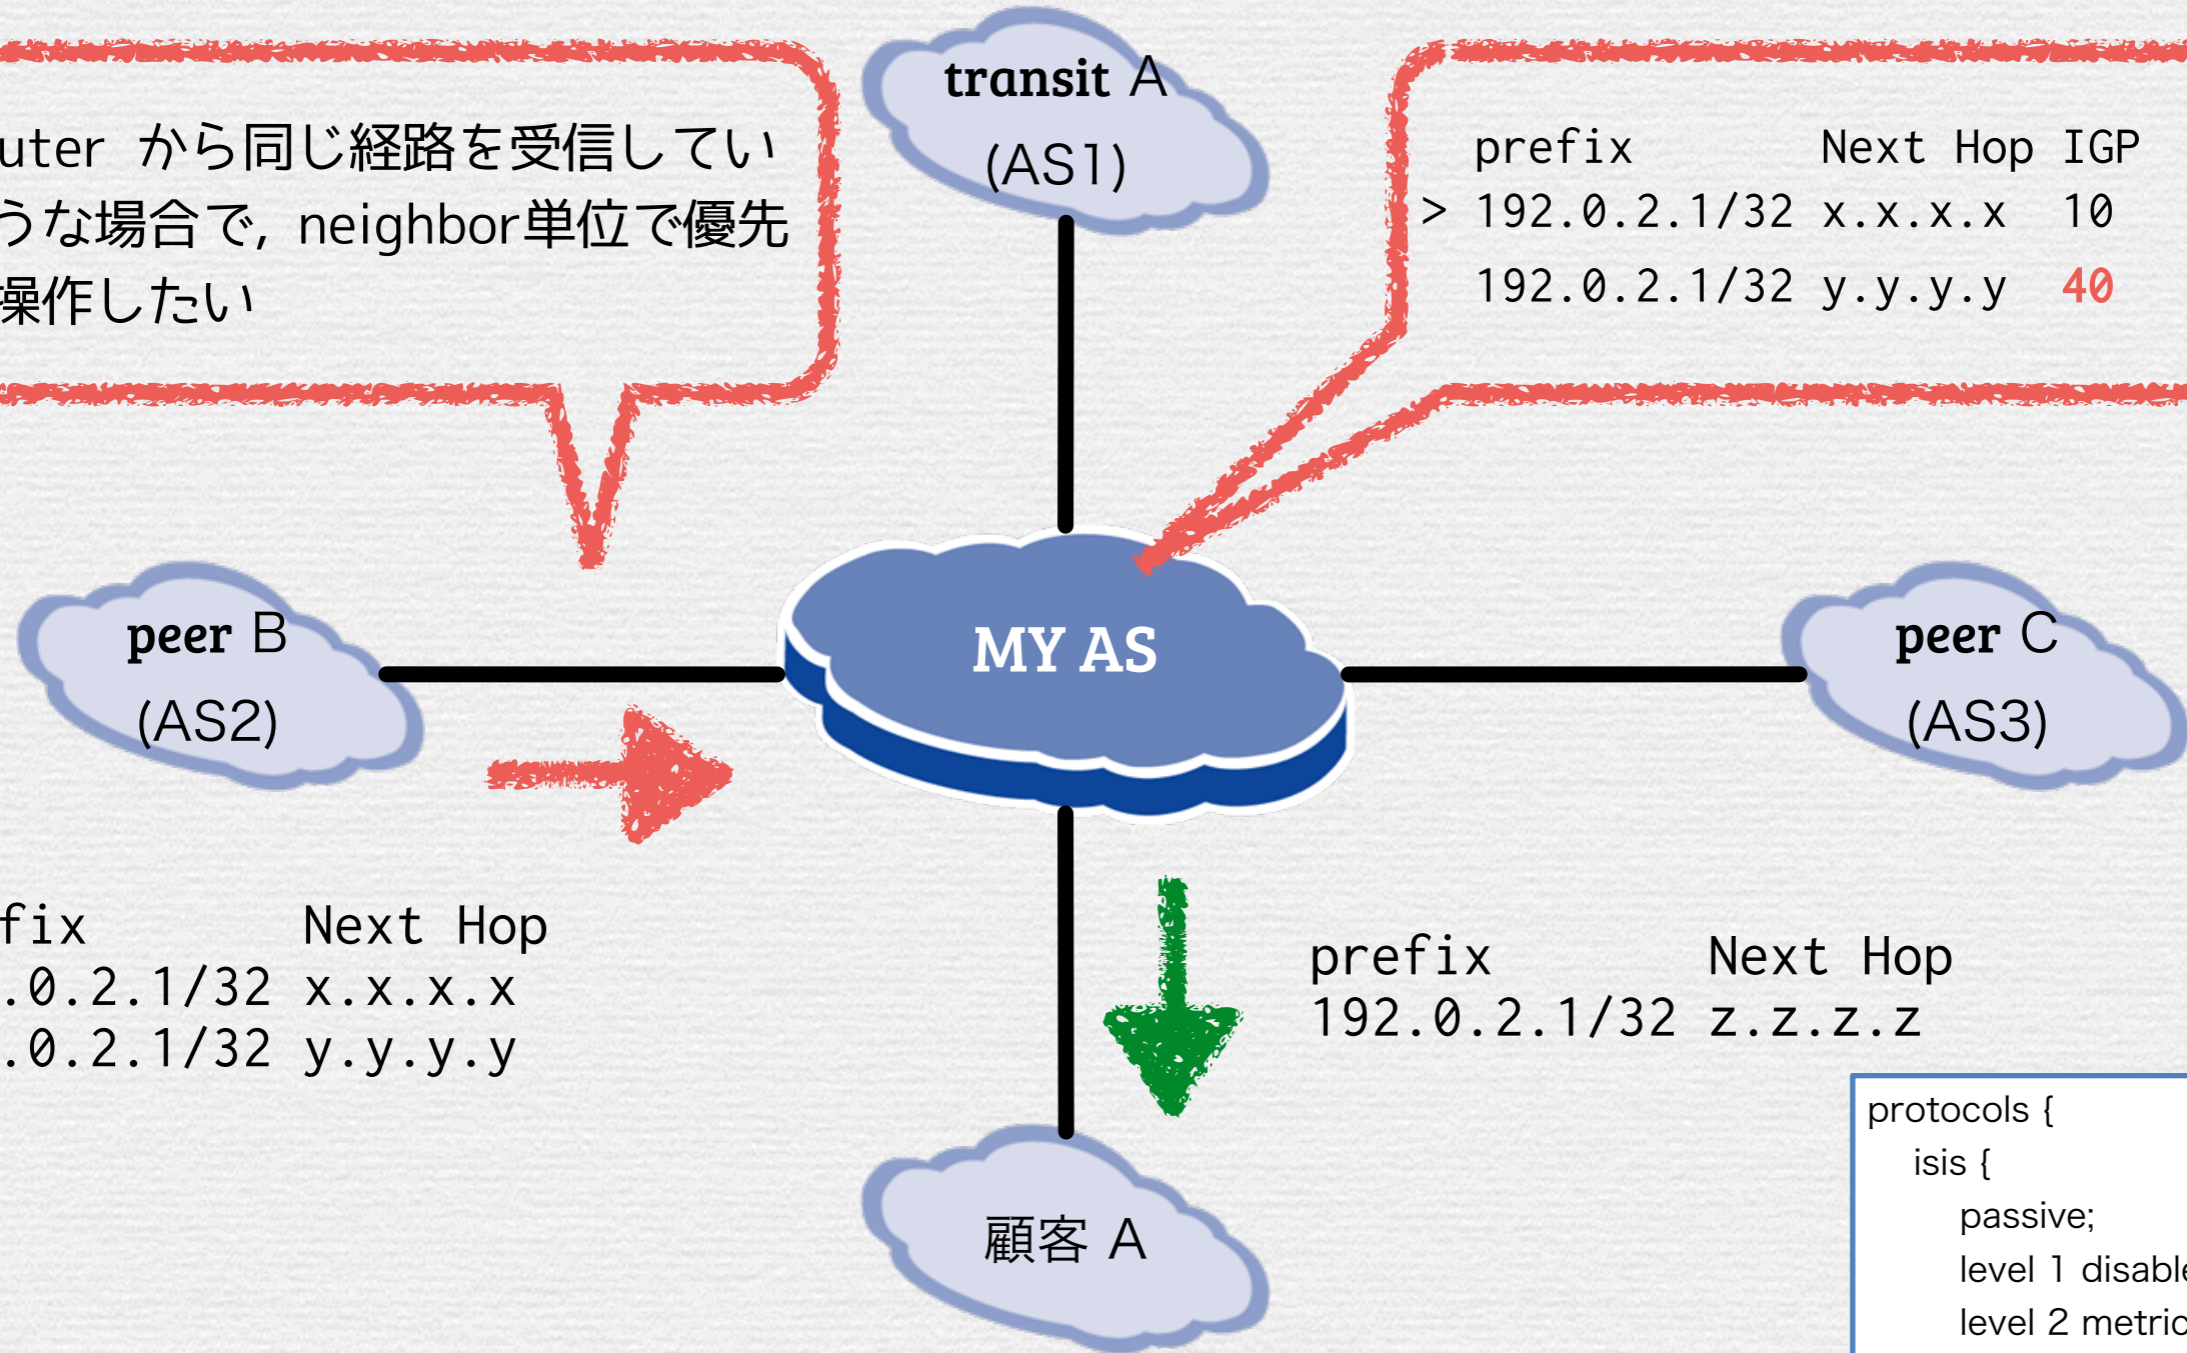 uter から同じ経路を受信してい
うな場合で, neighbor単位で優先
操作したい
transit A
(AS1)
prefix Next Hop IGP
> 192.0.2.1/32 x.x.x.x 10
192.0.2.1/32 y.y.y.y 40
peer B
(AS2)
MY AS
peer C
(AS3)
fix Next Hop
.0.2.1/32 x.x.x.x
.0.2.1/32 y.y.y.y
prefix Next Hop
192.0.2.1/32 z.z.z.z
顧客 A
protocols {
isis {
passive;
level 1 disable
level 2 metric